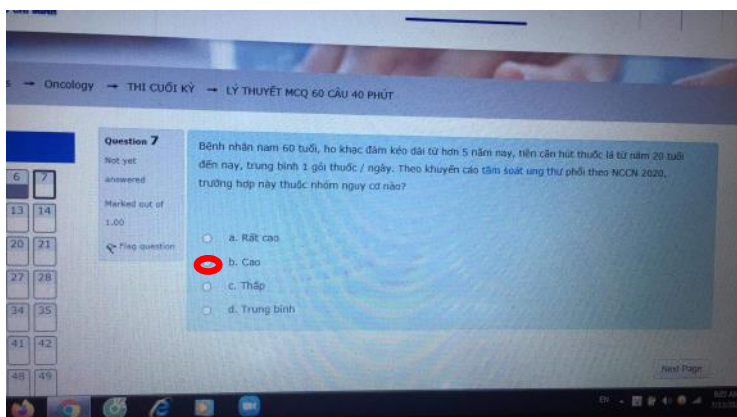 → Oncology → THI CUỐI KỲ → LÝ THUYẾT MCQ 60 CÂU 40 PHÚT
Question 7
Not yet
answered
Marked out of
1.00
Flag question
Bệnh nhân nam 60 tuổi, ho khạc đàm kéo dài từ hơn 5 năm nay, tiền căn hút thuốc lá từ năm 20 tuổi
đến nay, trung bình 1 gói thuốc / ngày. Theo khuyến cáo tầm soát ung thư phổi theo NCCN 2020,
trường hợp này thuộc nhóm nguy cơ nào?
a. Rất cao
b. Cao
c. Thấp
d. Trung bình
6 7
13 14
20 21
27 28
34 35
41 42
48 49
Next Page
EN